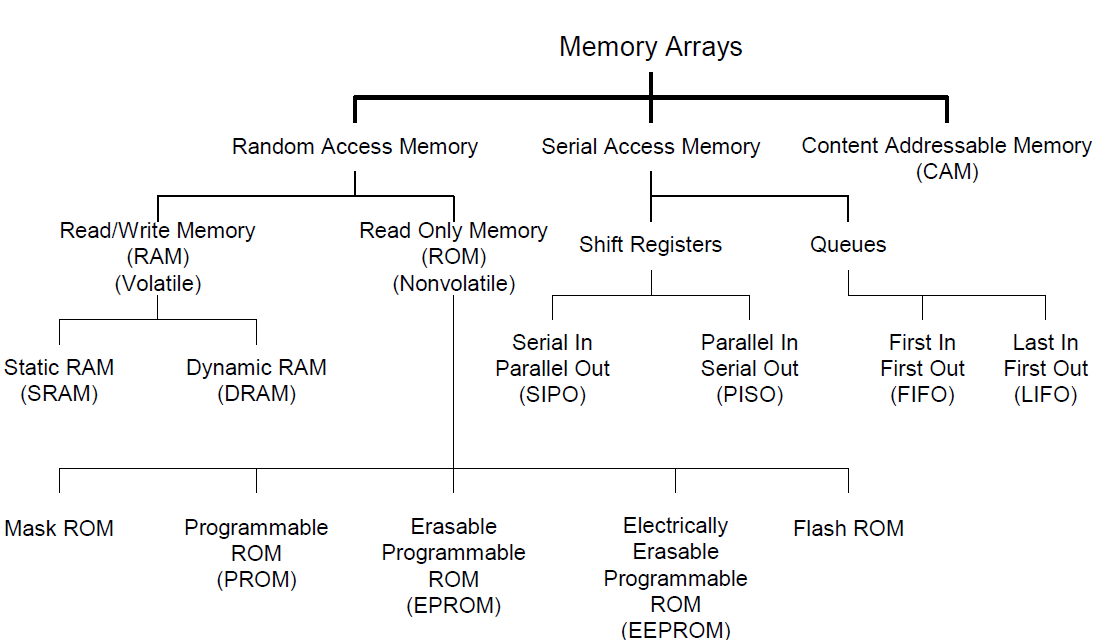 Memory Arrays
Random Access Memory
Serial Access Memory
Content Addressable Memory
(CAM)
Read/Write Memory
(RAM)
(Volatile)
Read Only Memory
(ROM)
(Nonvolatile)
Shift Registers
Queues
Static RAM
(SRAM)
Dynamic RAM
(DRAM)
Serial In
Parallel Out
(SIPO)
Parallel In
Serial Out
(PISO)
First In
First Out
(FIFO)
Last In
First Out
(LIFO)
Mask ROM
Programmable
ROM
(PROM)
Erasable
Programmable
ROM
(EPROM)
Electrically
Erasable
Programmable
ROM
(EEPROM)
Flash ROM